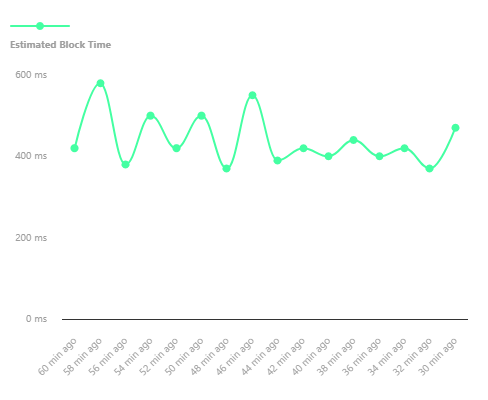 Estimated Block Time
600 ms
400 ms
200 ms
0 ms
60 min ago
58 min ago
56 min ago
54 min ago
52 min ago
50 min ago
48 min ago
46 min ago
44 min ago
42 min ago
40 min ago
38 min ago
36 min ago
34 min ago
32 min ago
30 min ago